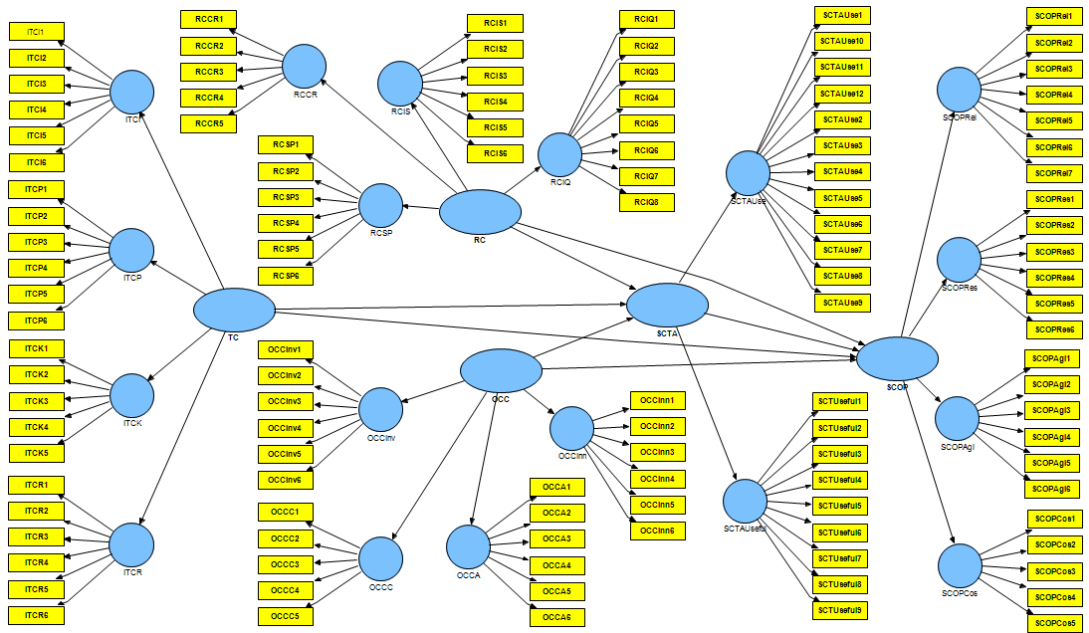 ITCI1
ITCI2
ITCI3
ITCI4
ITCI5
ITCI6
ITCI
ITCP1
ITCP2
ITCP3
ITCP4
ITCP5
ITCP6
ITCP
ITCK1
ITCK2
ITCK3
ITCK4
ITCK5
ITCK
ITCR1
ITCR2
ITCR3
ITCR4
ITCR5
ITCR6
ITCR
TC
RCCR1
RCCR2
RCCR3
RCCR4
RCCR5
RCCR
RCSP1
RCSP2
RCSP3
RCSP4
RCSP5
RCSP6
RCSP
RCIS1
RCIS2
RCIS3
RCIS4
RCIS5
RCIS6
RCIS
RCIQ1
RCIQ2
RCIQ3
RCIQ4
RCIQ5
RCIQ6
RCIQ7
RCIQ8
RCIQ
RC
OCCInv1
OCCInv2
OCCInv3
OCCInv4
OCCInv5
OCCInv6
OCCInv
OCCC1
OCCC2
OCCC3
OCCC4
OCCC5
OCCC
OCCA1
OCCA2
OCCA3
OCCA4
OCCA5
OCCA6
OCCA
OCCInn1
OCCInn2
OCCInn3
OCCInn4
OCCInn5
OCCInn6
OCCInn
OCC
SCTAUse1
SCTAUse10
SCTAUse11
SCTAUse12
SCTAUse2
SCTAUse3
SCTAUse4
SCTAUse5
SCTAUse6
SCTAUse7
SCTAUse8
SCTAUse9
SCTAUse
SCTA
SCTUseful1
SCTUseful2
SCTUseful3
SCTUseful4
SCTUseful5
SCTUseful6
SCTUseful7
SCTUseful8
SCTUseful9
SCTAUseful
SCOPRel1
SCOPRel2
SCOPRel3
SCOPRel4
SCOPRel5
SCOPRel6
SCOPRel7
SCOPRel
SCOPRes1
SCOPRes2
SCOPRes3
SCOPRes4
SCOPRes5
SCOPRes6
SCOPRes
SCOP
SCOPAgl1
SCOPAgl2
SCOPAgl3
SCOPAgl4
SCOPAgl5
SCOPAgl6
SCOPAgl
SCOPCos1
SCOPCos2
SCOPCos3
SCOPCos4
SCOPCos5
SCOPCos